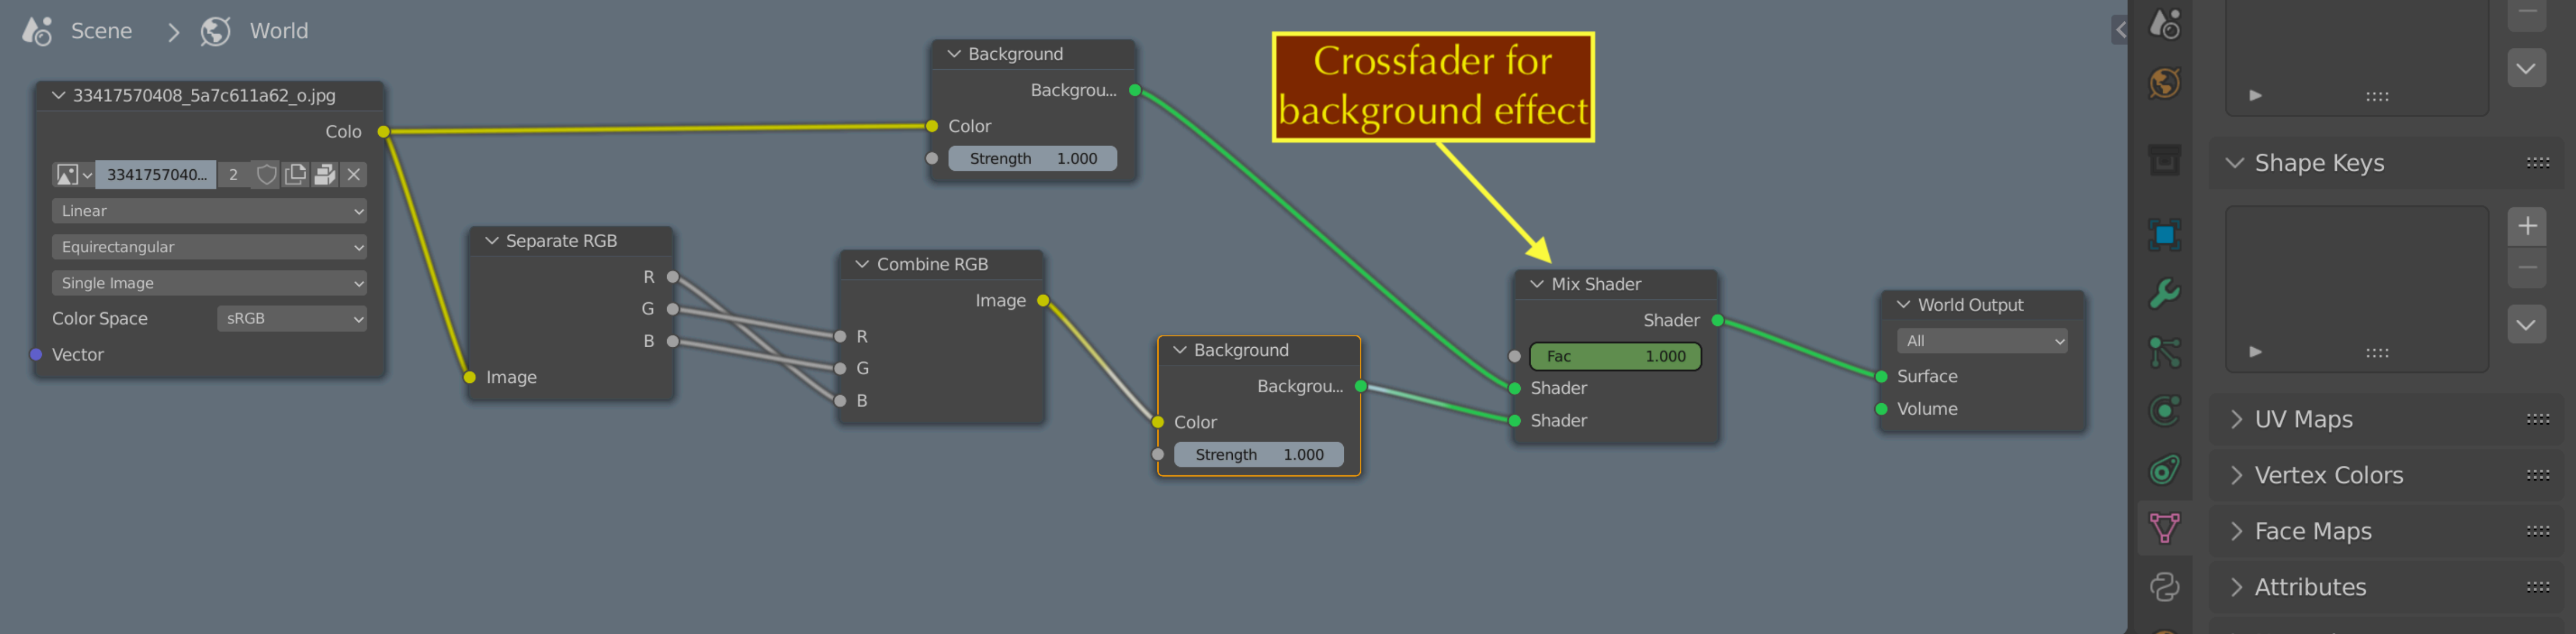 Scene
World
33417570408_5a7c611a62_o.jpg
Colo
3341757040...
2
Linear
Equirectangular
Single Image
Color Space
sRGB
Vector
Separate RGB
R
G
B
Image
Combine RGB
Image
R
G
B
Background
Backgrou...
Color
Strength 1.000
Background
Backgrou...
Color
Strength 1.000
Crossfader for
background effect
Mix Shader
Shader
Fac 1.000
Shader
Shader
World Output
All
Surface
Volume
Shape Keys
UV Maps
Vertex Colors
Face Maps
Attributes